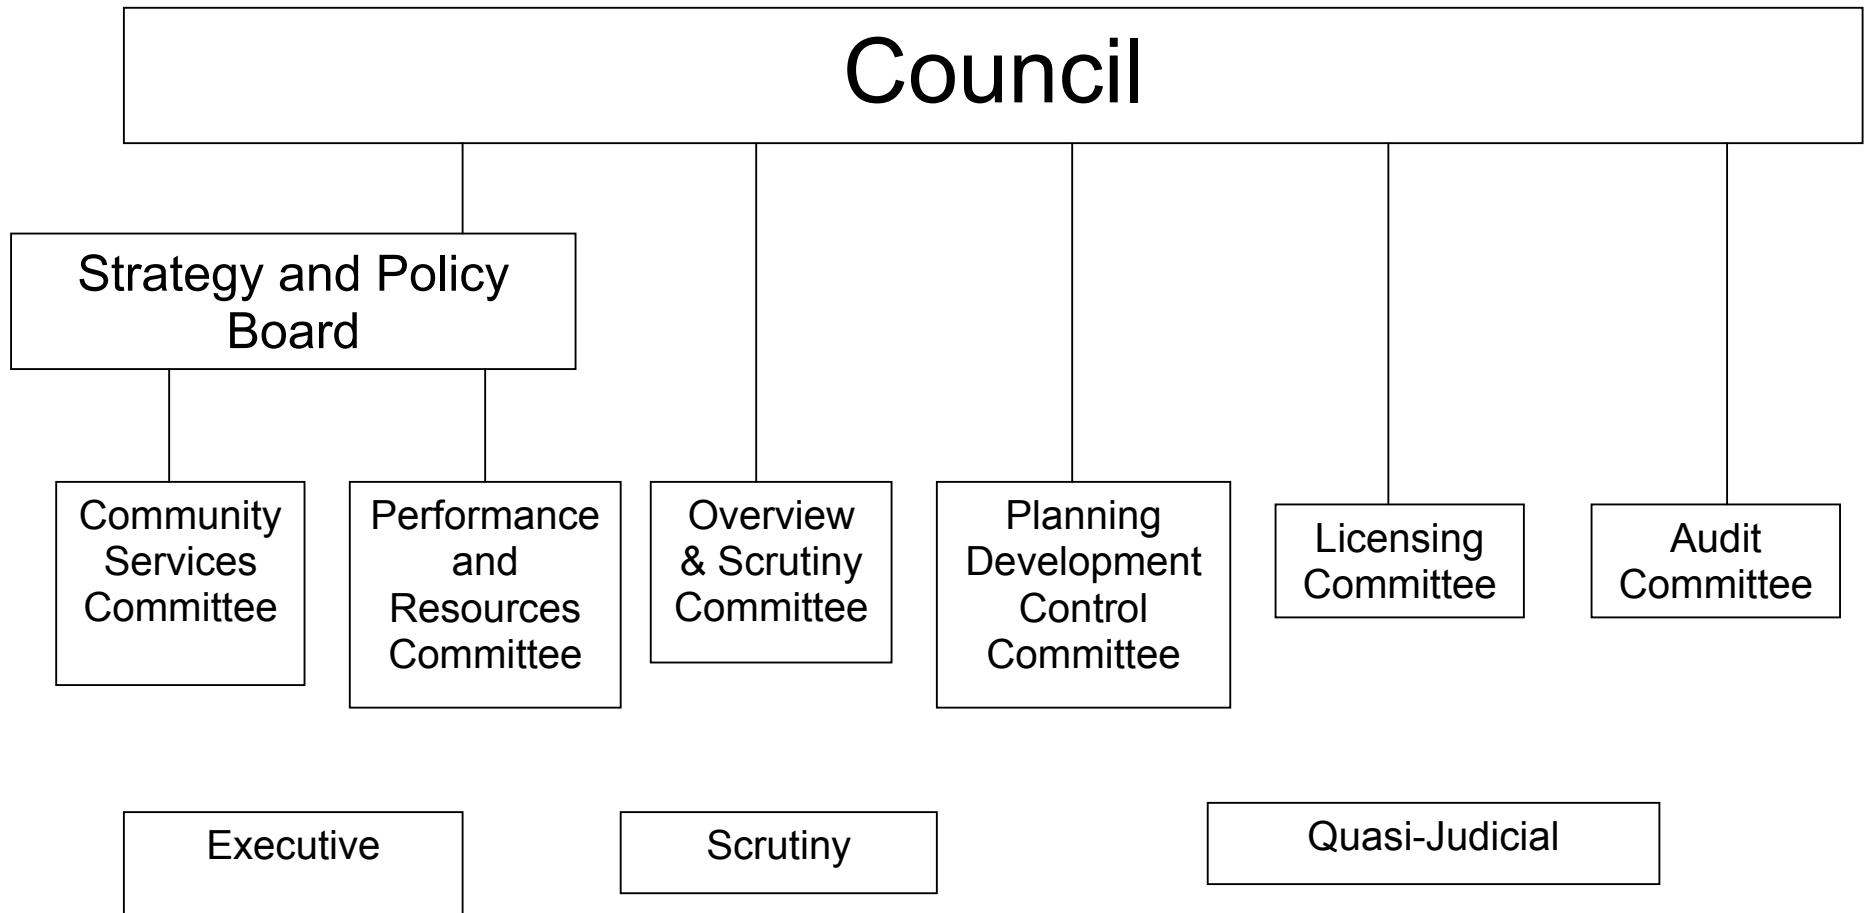 Council
Strategy and Policy
Board
Community
Services
Committee
Performance
and
Resources
Committee
Overview
& Scrutiny
Committee
Planning
Development
Control
Committee
Licensing
Committee
Audit
Committee
Executive
Scrutiny
Quasi-Judicial